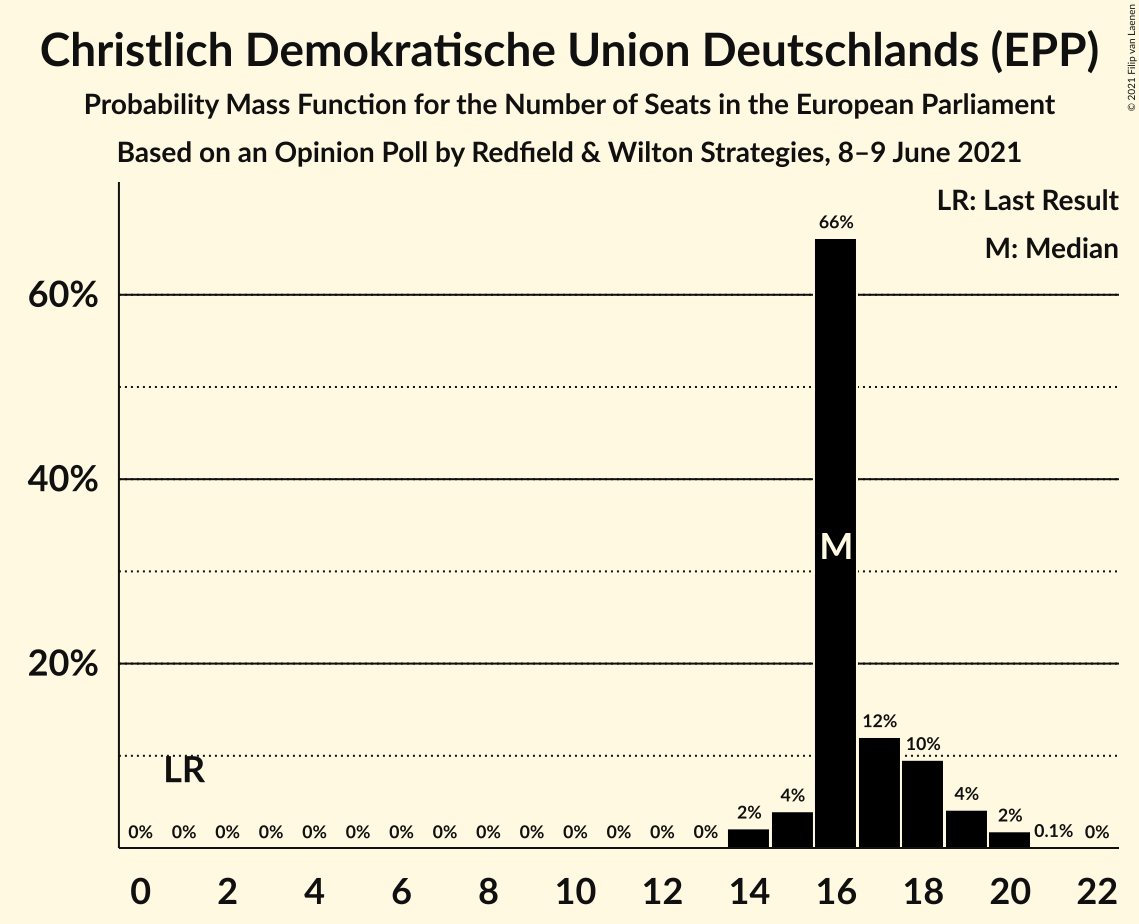 Christlich Demokratische Union Deutschlands (EPP)
Probability Mass Function for the Number of Seats in the European Parliament
Based on an Opinion Poll by Redfield & Wilton Strategies, 8–9 June 2021
© 2021 Filip van Laenen
LR: Last Result
M: Median
66%
60%
40%
M
20%
12%
10%
LR
4%
4%
2%
2%
0% 0% 0% 0% 0% 0% 0% 0% 0% 0% 0% 0% 0% 0% 0.1% 0%
0 2 4 6 8 10 12 14 16 18 20 22